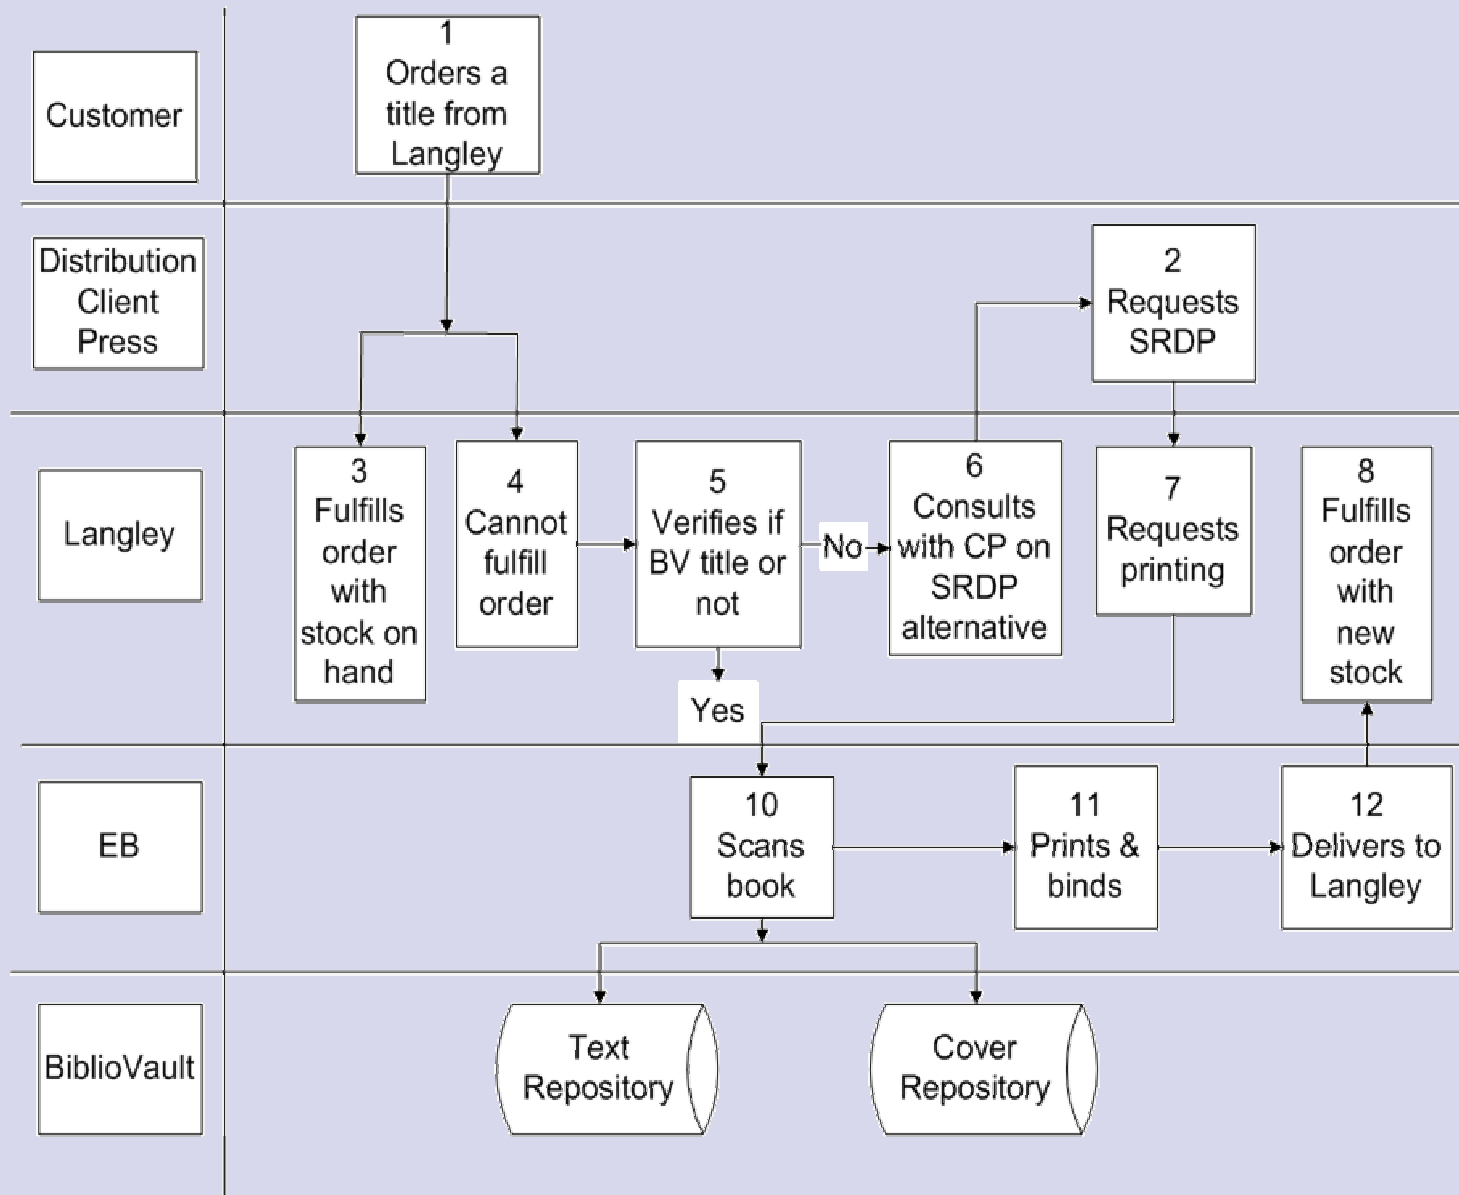 1
Orders a
title from
Langley
Customer
Distribution
Client
Press
2
Requests
SRDP
Langley
3
Fulfills
order
with
stock on
hand
4
Cannot
fulfill
order
5
Verifies if
BV title or
not
No
6
Consults
with CP on
SRDP
alternative
7
Requests
printing
8
Fulfills
order
with
new
stock
Yes
EB
10
Scans
book
11
Prints &
binds
12
Delivers to
Langley
BiblioVault
Text
Repository
Cover
Repository